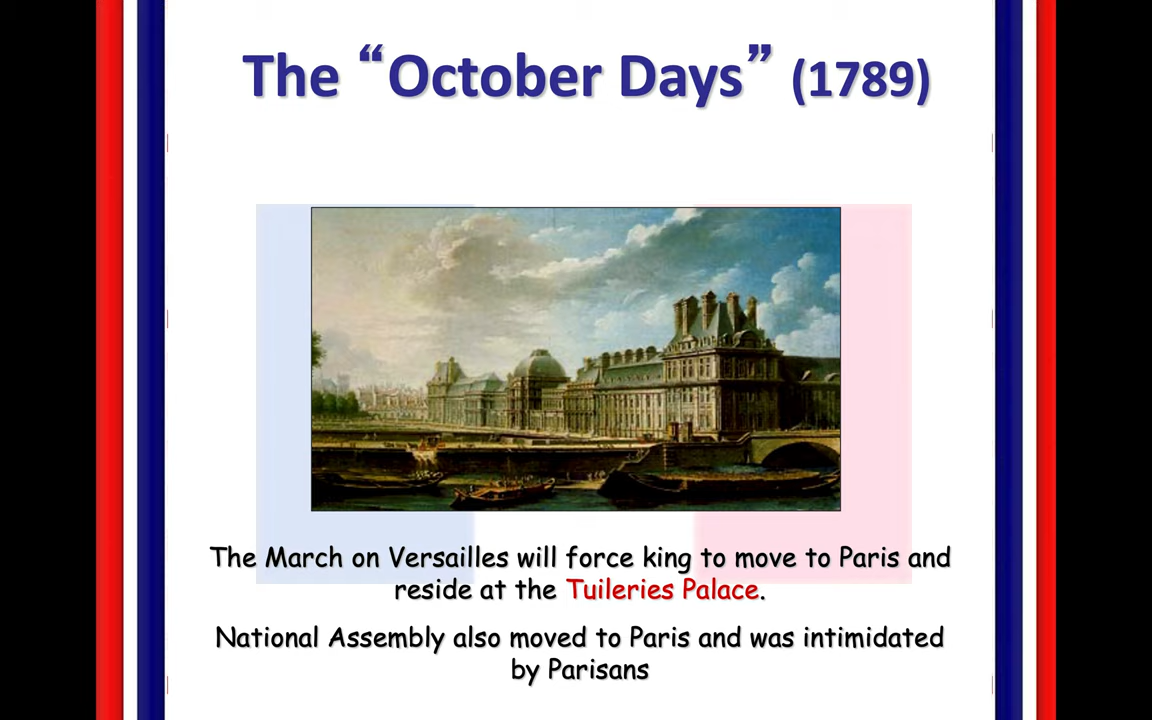 The “October Days” (1789)
The March on Versailles will force king to move to Paris and
reside at the Tuileries Palace.
National Assembly also moved to Paris and was intimidated
by Parisans